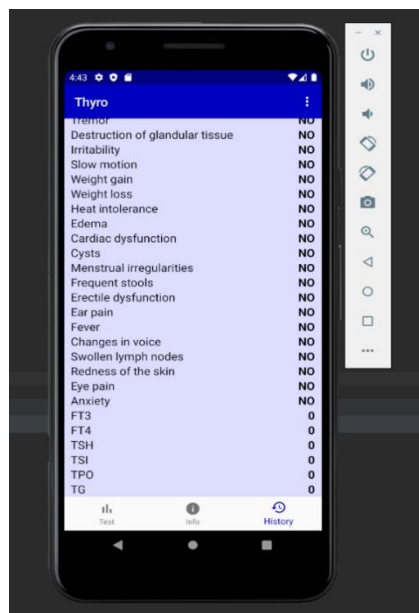 4:43
Thyro
Tremor NO
Destruction of glandular tissue NO
Irritability NO
Slow motion NO
Weight gain NO
Weight loss NO
Heat intolerance NO
Edema NO
Cardiac dysfunction NO
Cysts NO
Menstrual irregularities NO
Frequent stools NO
Erectile dysfunction NO
Ear pain NO
Fever NO
Changes in voice NO
Swollen lymph nodes NO
Redness of the skin NO
Eye pain NO
Anxiety NO
FT3 0
FT4 0
TSH 0
TSI 0
TPO 0
TG 0
Test Info History